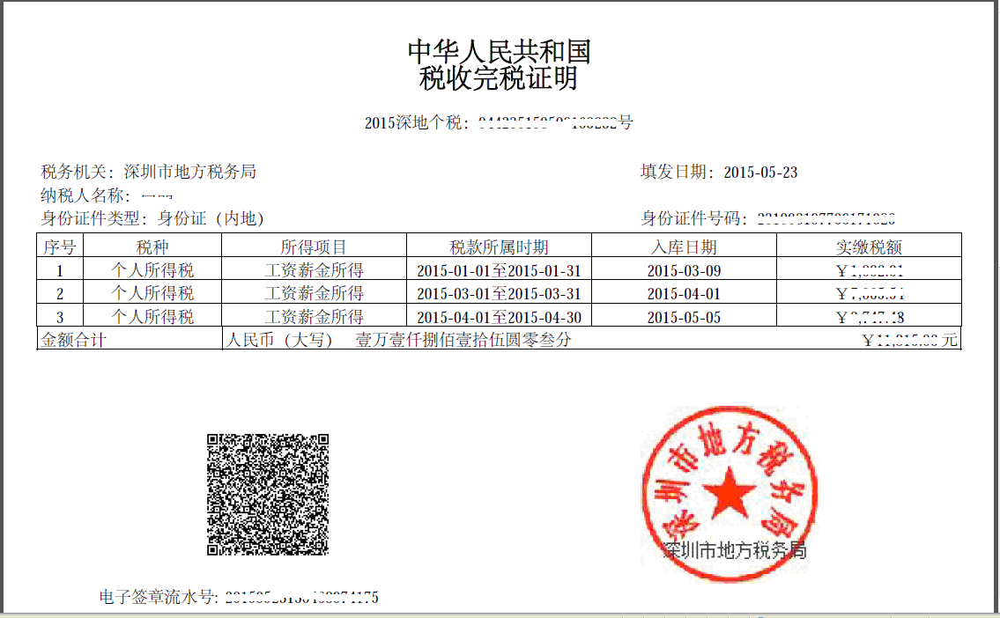 中华人民共和国
税收完税证明
2015深地个税： 号
税务机关：深圳市地方税务局 填发日期：2015-05-23
纳税人名称：
身份证件类型：身份证（内地） 身份证件号码：
序号 税种 所得项目 税款所属时期 入库日期 实缴税额
1 个人所得税 工资薪金所得 2015-01-01至2015-01-31 2015-03-09 ￥
2 个人所得税 工资薪金所得 2015-03-01至2015-03-31 2015-04-01 ￥
3 个人所得税 工资薪金所得 2015-04-01至2015-04-30 2015-05-05 ￥
金额合计 人民币（大写） 壹万壹仟捌佰壹拾伍圆零叁分 ￥ 元
深圳市地方税务局
深圳市地方税务局
电子签章流水号: